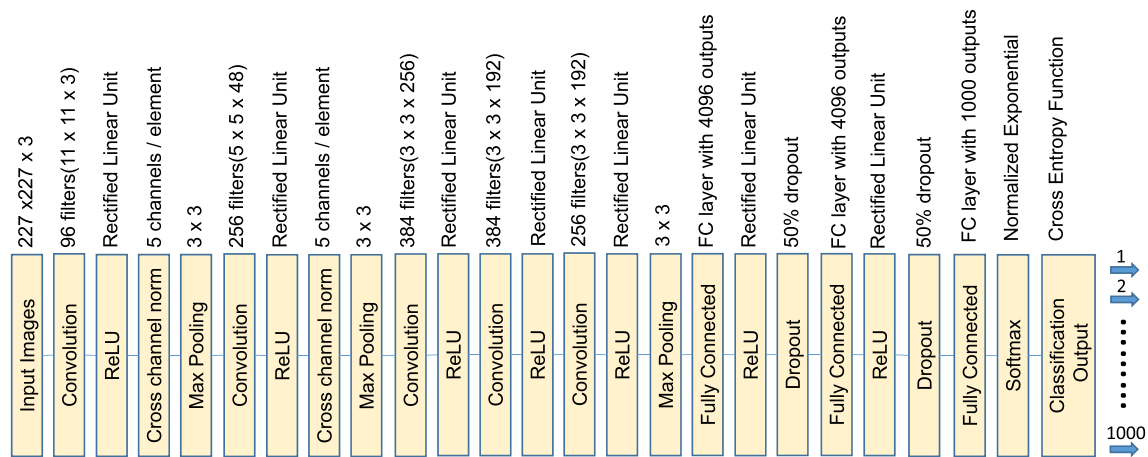 227 x227 x 3
96 filters(11 x 11 x 3)
Rectified Linear Unit
5 channels / element
3 x 3
256 filters(5 x 5 x 48)
Rectified Linear Unit
5 channels / element
3 x 3
384 filters(3 x 3 x 256)
Rectified Linear Unit
384 filters(3 x 3 x 192)
Rectified Linear Unit
256 filters(3 x 3 x 192)
Rectified Linear Unit
3 x 3
FC layer with 4096 outputs
Rectified Linear Unit
50% dropout
FC layer with 4096 outputs
Rectified Linear Unit
50% dropout
FC layer with 1000 outputs
Normalized Exponential
Cross Entropy Function
Input Images
Convolution
ReLU
Cross channel norm
Max Pooling
Convolution
ReLU
Cross channel norm
Max Pooling
Convolution
ReLU
Convolution
ReLU
Convolution
ReLU
Max Pooling
Fully Connected
ReLU
Dropout
Fully Connected
ReLU
Dropout
Fully Connected
Softmax
Classification
Output
1
2
1000